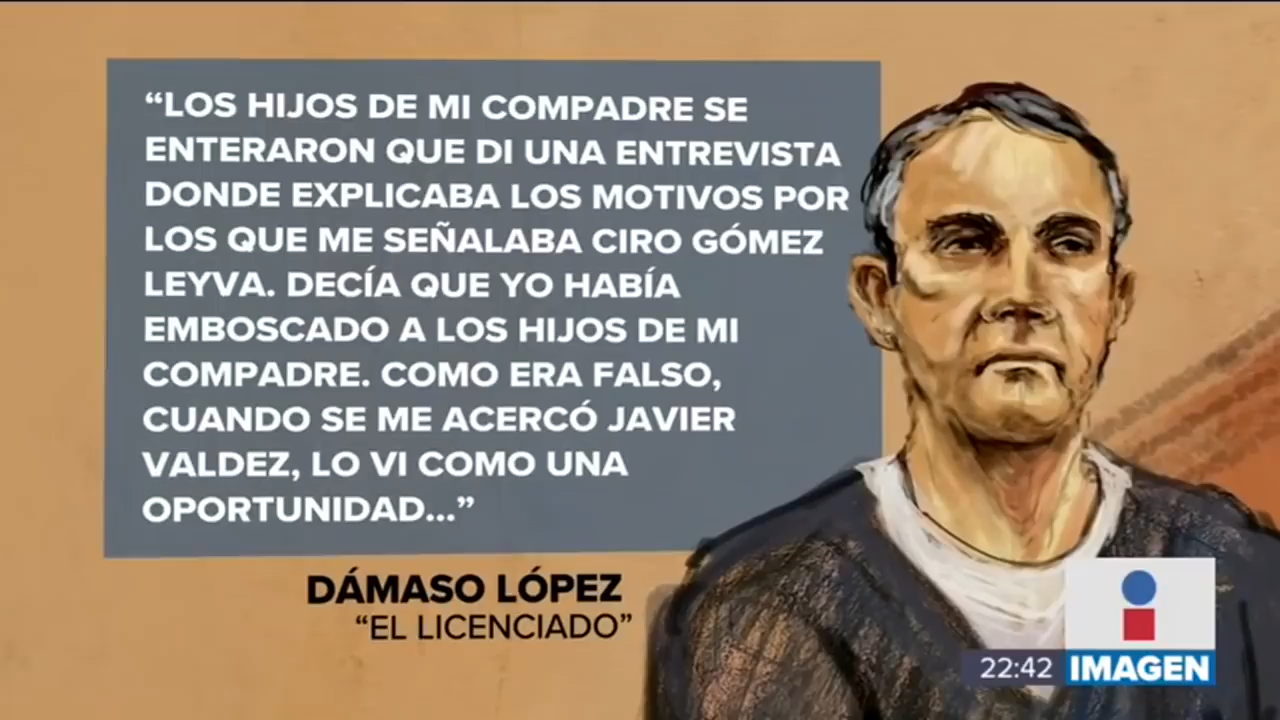 “LOS HIJOS DE MI COMPADRE SE
ENTERARON QUE DI UNA ENTREVISTA
DONDE EXPLICABA LOS MOTIVOS POR
LOS QUE ME SEÑALABA CIRO GÓMEZ
LEYVA. DECÍA QUE YO HABÍA
EMBOSCADO A LOS HIJOS DE MI
COMPADRE. COMO ERA FALSO,
CUANDO SE ME ACERCÓ JAVIER
VALDEZ, LO VI COMO UNA
OPORTUNIDAD...”
DÁMASO LÓPEZ
“EL LICENCIADO”
22:42 IMAGEN